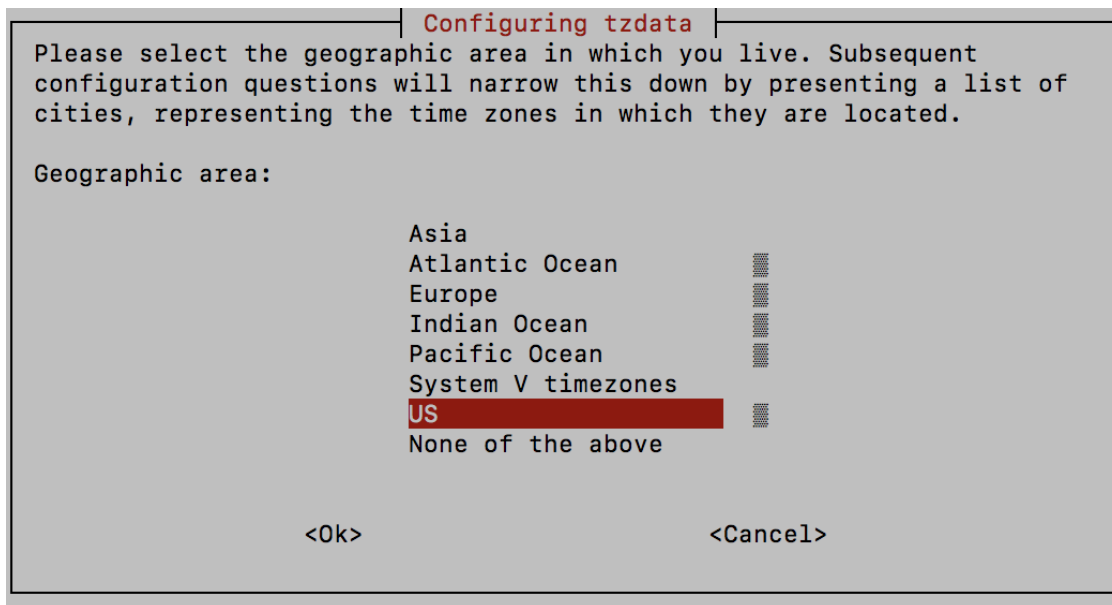 Configuring tzdata
Please select the geographic area in which you live. Subsequent
configuration questions will narrow this down by presenting a list of
cities, representing the time zones in which they are located.
Geographic area:
Asia
Atlantic Ocean
Europe
Indian Ocean
Pacific Ocean
System V timezones
US
None of the above
<Ok> <Cancel>